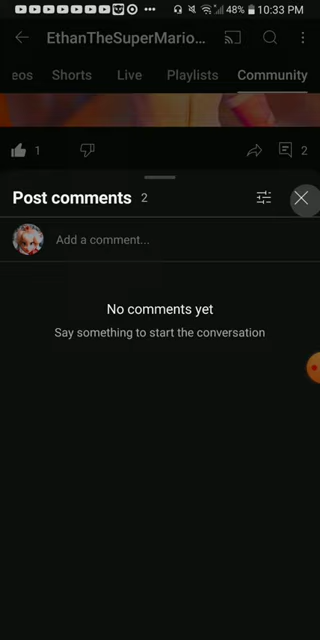 48% 10:33 PM
EthanTheSuperMario...
eos Shorts Live Playlists Community
1 2
Post comments 2
Add a comment...
No comments yet
Say something to start the conversation